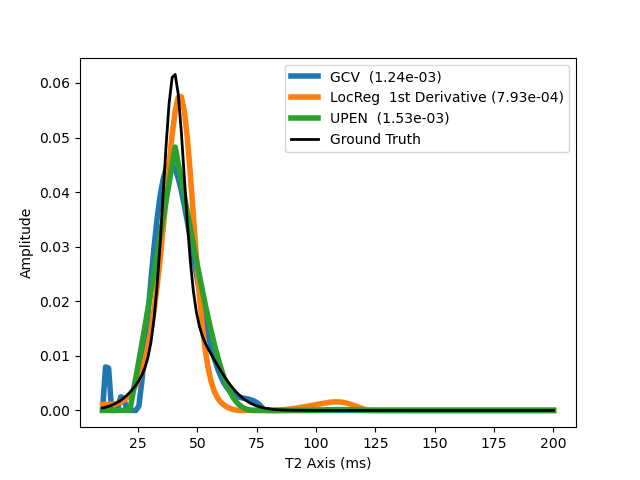 GCV  (1.24e-03)
LocReg  1st Derivative (7.93e-04)
UPEN  (1.53e-03)
Ground Truth
0.06
0.05
0.04
0.03
0.02
0.01
0.00
Amplitude
25 50 75 100 125 150 175 200
T2 Axis (ms)